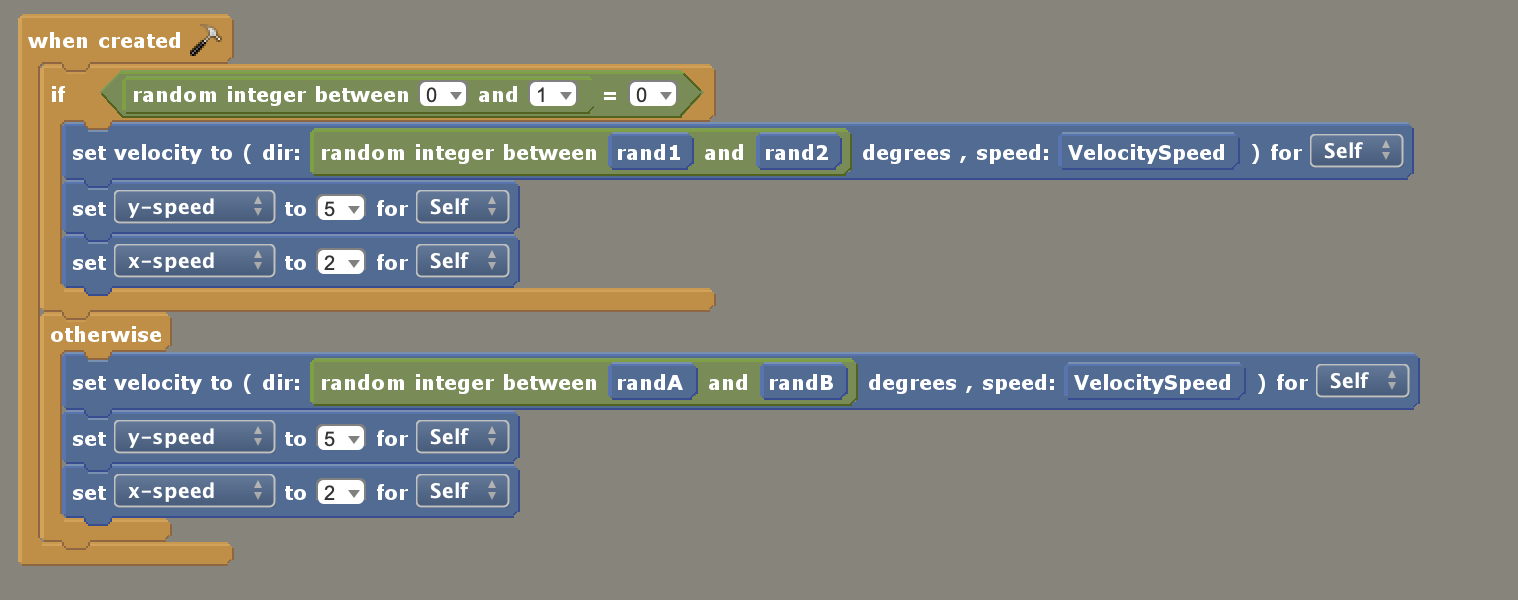 when created
if random integer between 0 and 1 = 0
set velocity to ( dir: random integer between rand1 and rand2 degrees , speed: VelocitySpeed ) for Self
set y-speed to 5 for Self
set x-speed to 2 for Self
otherwise
set velocity to ( dir: random integer between randA and randB degrees , speed: VelocitySpeed ) for Self
set y-speed to 5 for Self
set x-speed to 2 for Self